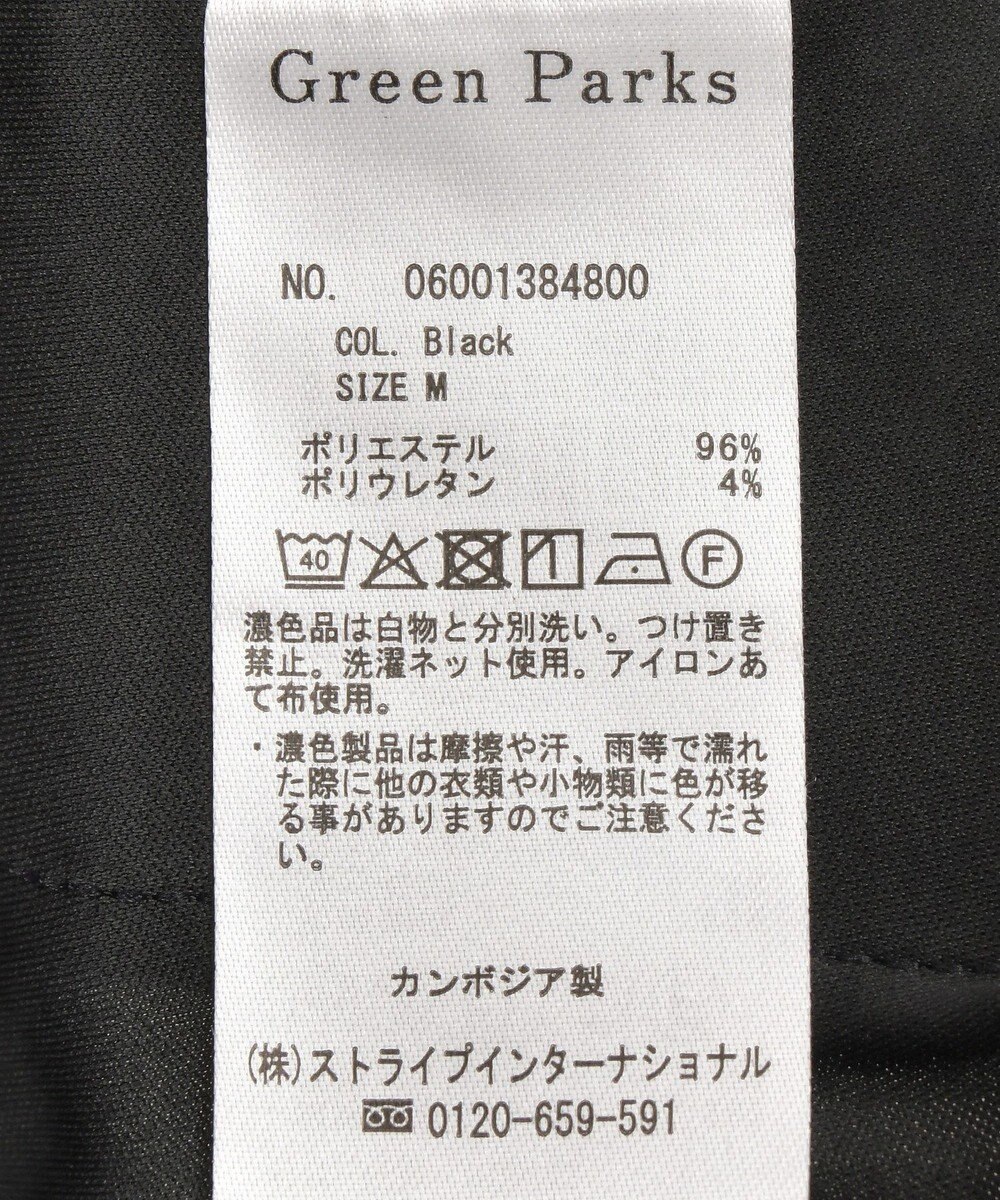 Green Parks
NO. 06001384800
COL. Black
SIZE M
ポリエステル 96%
ポリウレタン 4%
40 F
濃色品は白物と分別洗い。つけ置き
禁止。洗濯ネット使用。アイロンあ
て布使用。
・濃色製品は摩擦や汗、雨等で濡れ
た際に他の衣類や小物類に色が移
る事がありますのでご注意くださ
い。
カンボジア製
(株)ストライプインターナショナル
0120-659-591